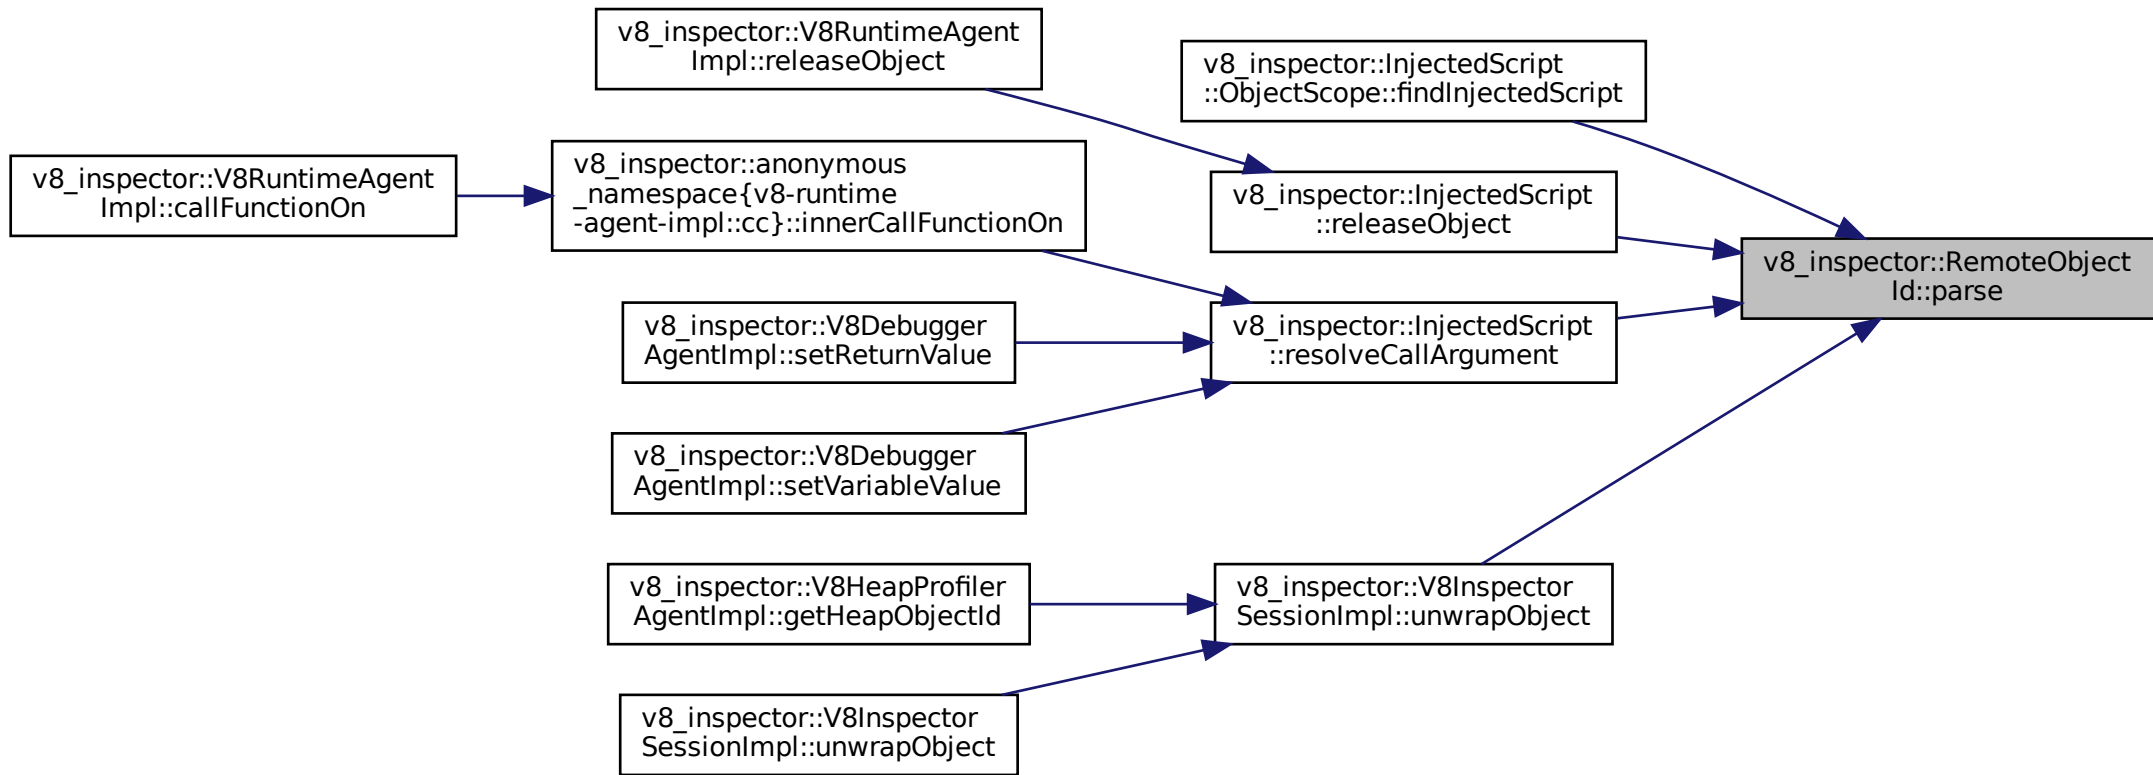 v8_inspector::V8RuntimeAgent
Impl::releaseObject
v8_inspector::InjectedScript
::ObjectScope::findInjectedScript
v8_inspector::V8RuntimeAgent
Impl::callFunctionOn
v8_inspector::anonymous
_namespace{v8-runtime
-agent-impl::cc}::innerCallFunctionOn
v8_inspector::InjectedScript
::releaseObject
v8_inspector::RemoteObject
Id::parse
v8_inspector::V8Debugger
AgentImpl::setReturnValue
v8_inspector::InjectedScript
::resolveCallArgument
v8_inspector::V8Debugger
AgentImpl::setVariableValue
v8_inspector::V8HeapProfiler
AgentImpl::getHeapObjectId
v8_inspector::V8Inspector
SessionImpl::unwrapObject
v8_inspector::V8Inspector
SessionImpl::unwrapObject